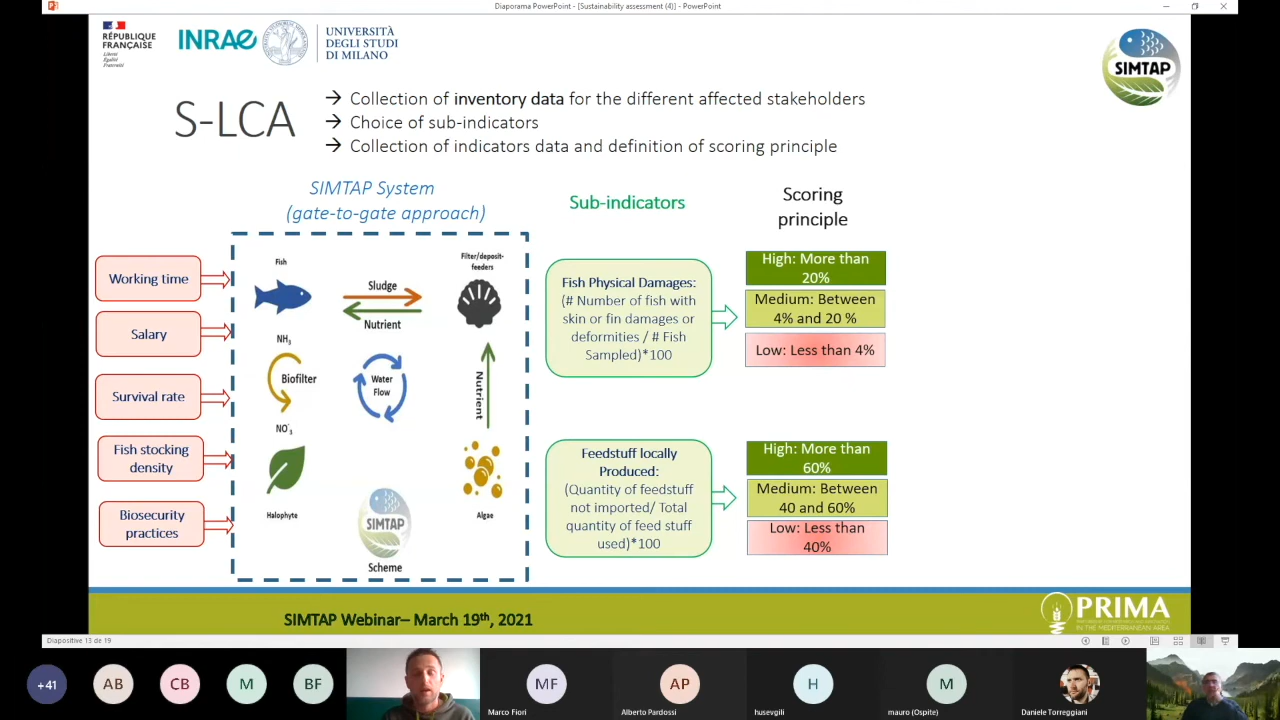 Diaporama PowerPoint - [Sustainability assessment (4)] - PowerPoint
RÉPUBLIQUE
FRANÇAISE
Liberté
Égalité
Fraternité
INRAE
UNIVERSITÀ
DEGLI STUDI
DI MILANO
SIMTAP
S-LCA
→ Collection of inventory data for the different affected stakeholders
→ Choice of sub-indicators
→ Collection of indicators data and definition of scoring principle
SIMTAP System
(gate-to-gate approach)
Sub-indicators
Scoring
principle
Working time
Salary
Survival rate
Fish stocking
density
Biosecurity
practices
Fish
Filter/deposit-
feeders
Sludge
Nutrient
NH3
Biofilter
Water
Flow
Nutrient
NO-3
Halophyte
Algae
SIMTAP
Scheme
Fish Physical Damages:
(# Number of fish with
skin or fin damages or
deformities / # Fish
Sampled)*100
High: More than
20%
Medium: Between
4% and 20 %
Low: Less than 4%
Feedstuff locally
Produced:
(Quantity of feedstuff
not imported/ Total
quantity of feed stuff
used)*100
High: More than
60%
Medium: Between
40 and 60%
Low: Less than
40%
SIMTAP Webinar– March 19th, 2021
PRIMA
IN THE MEDITERRANEAN AREA
Diapositive 13 de 19
+41
AB
CB
M
BF
MF
Marco Fiori
AP
Alberto Pardossi
H
husevgili
M
mauro (Ospite)
Daniele Torreggiani